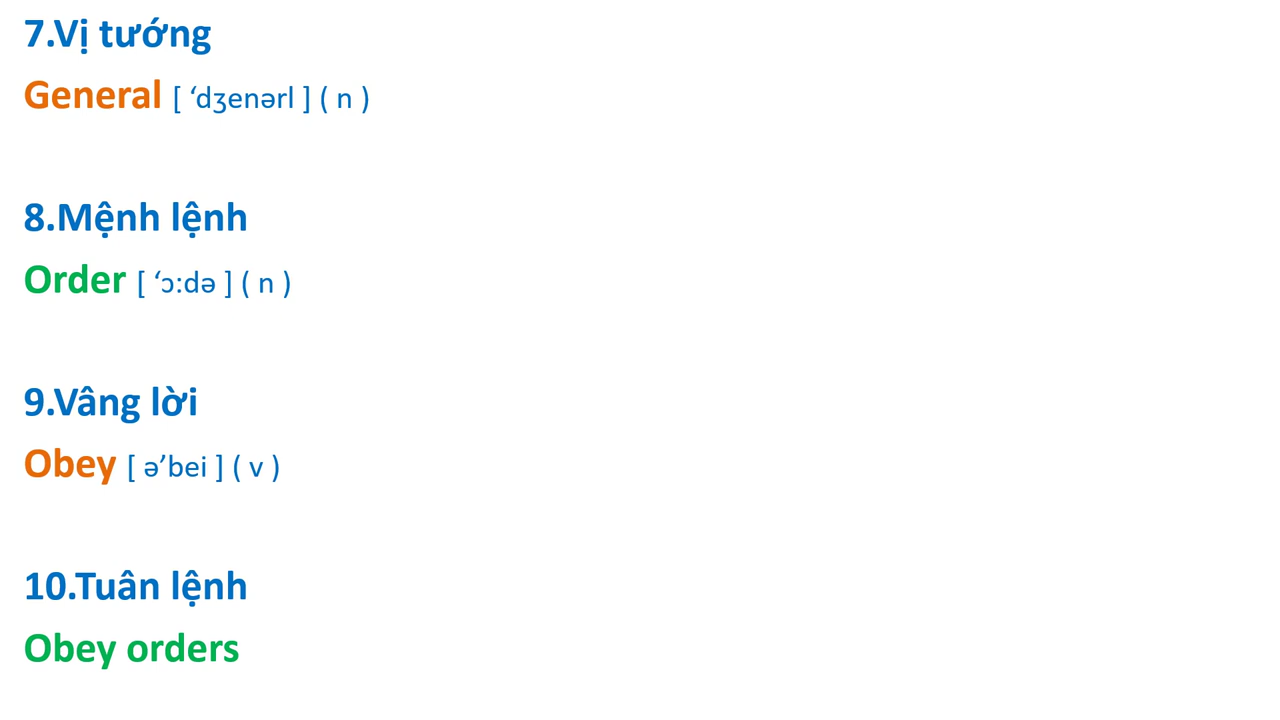 7.Vị tướng
General [ ‘dʒenərl ] ( n )
8.Mệnh lệnh
Order [ ‘ɔ:də ] ( n )
9.Vâng lời
Obey [ ə’bei ] ( v )
10.Tuân lệnh
Obey orders